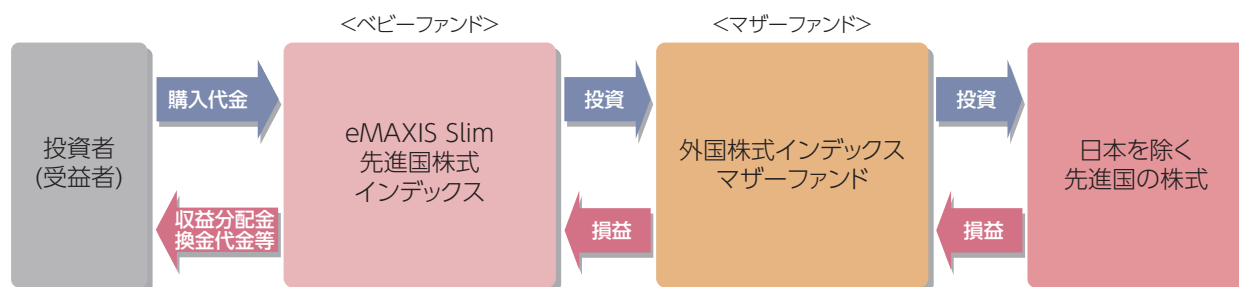 <ベビーファンド>
<マザーファンド>
投資者
(受益者)
購入代金
収益分配金
換金代金等
eMAXIS Slim
先進国株式
インデックス
投資
損益
外国株式インデックス
マザーファンド
投資
損益
日本を除く
先進国の株式